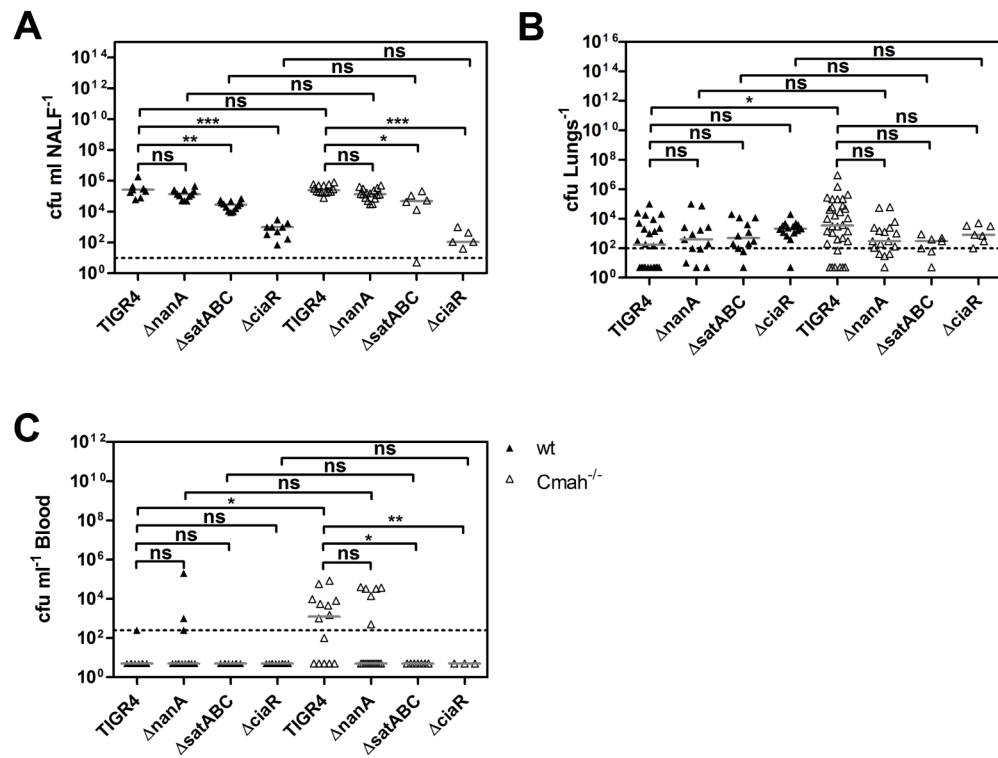 A
cfu ml NALF-1
10^14
10^12
10^10
10^8
10^6
10^4
10^2
10^0
ns
ns
ns
ns
***
***
**
*
ns
ns
TIGR4
ΔnanA
ΔsatABC
ΔciaR
TIGR4
ΔnanA
ΔsatABC
ΔciaR
B
cfu Lungs-1
10^16
10^14
10^12
10^10
10^8
10^6
10^4
10^2
10^0
ns
ns
ns
*
ns
ns
ns
ns
ns
ns
TIGR4
ΔnanA
ΔsatABC
ΔciaR
TIGR4
ΔnanA
ΔsatABC
ΔciaR
C
cfu ml-1 Blood
10^12
10^10
10^8
10^6
10^4
10^2
10^0
ns
ns
ns
*
ns
**
ns
*
ns
ns
TIGR4
ΔnanA
ΔsatABC
ΔciaR
TIGR4
ΔnanA
ΔsatABC
ΔciaR
wt
Cmah-/-